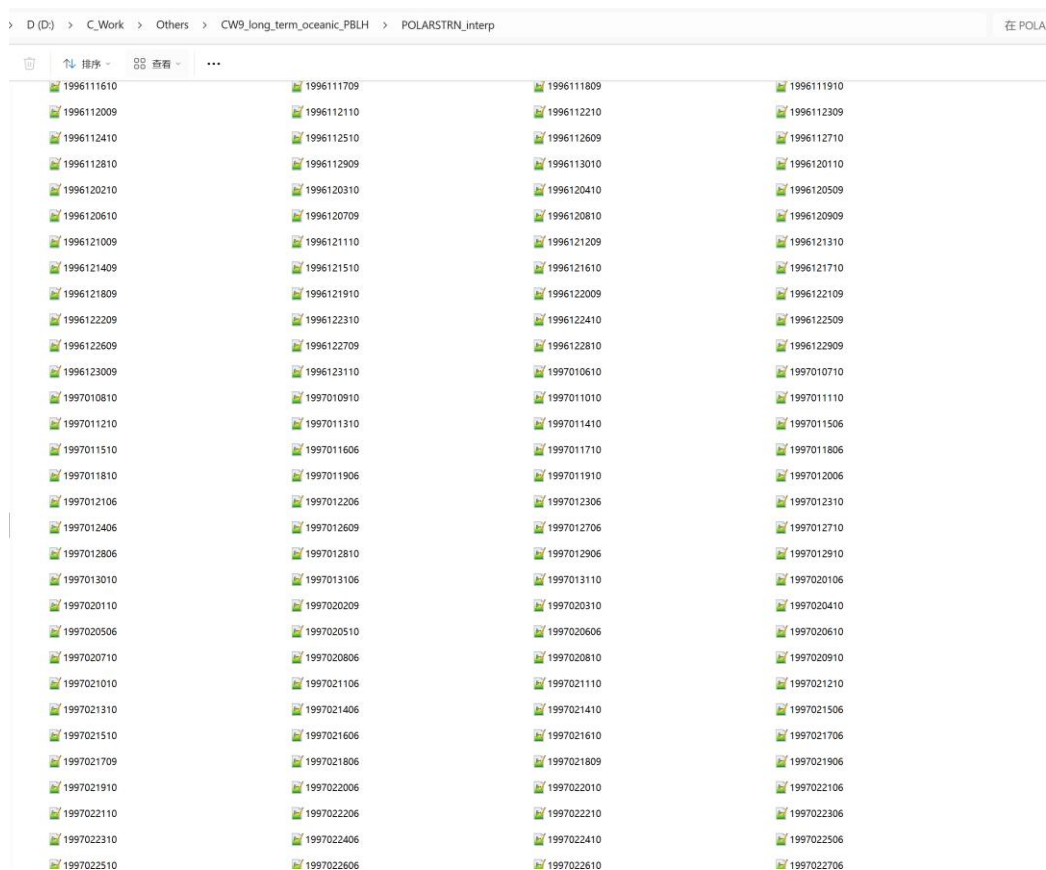 > D (D:) > C_Work > Others > CW9_long_term_oceanic_PBLH > POLARSTRN_interp 在 POLA
排序 查看 ...
1996111610 1996111709 1996111809 1996111910
1996112009 1996112110 1996112210 1996112309
1996112410 1996112510 1996112609 1996112710
1996112810 1996112909 1996113010 1996120110
1996120210 1996120310 1996120410 1996120509
1996120610 1996120709 1996120810 1996120909
1996121009 1996121110 1996121209 1996121310
1996121409 1996121510 1996121610 1996121710
1996121809 1996121910 1996122009 1996122109
1996122209 1996122310 1996122410 1996122509
1996122609 1996122709 1996122810 1996122909
1996123009 1996123110 1997010610 1997010710
1997010810 1997010910 1997011010 1997011110
1997011210 1997011310 1997011410 1997011506
1997011510 1997011606 1997011710 1997011806
1997011810 1997011906 1997011910 1997012006
1997012106 1997012206 1997012306 1997012310
1997012406 1997012609 1997012706 1997012710
1997012806 1997012810 1997012906 1997012910
1997013010 1997013106 1997013110 1997020106
1997020110 1997020209 1997020310 1997020410
1997020506 1997020510 1997020606 1997020610
1997020710 1997020806 1997020810 1997020910
1997021010 1997021106 1997021110 1997021210
1997021310 1997021406 1997021410 1997021506
1997021510 1997021606 1997021610 1997021706
1997021709 1997021806 1997021809 1997021906
1997021910 1997022006 1997022010 1997022106
1997022110 1997022206 1997022210 1997022306
1997022310 1997022406 1997022410 1997022506
1997022510 1997022606 1997022610 1997022706